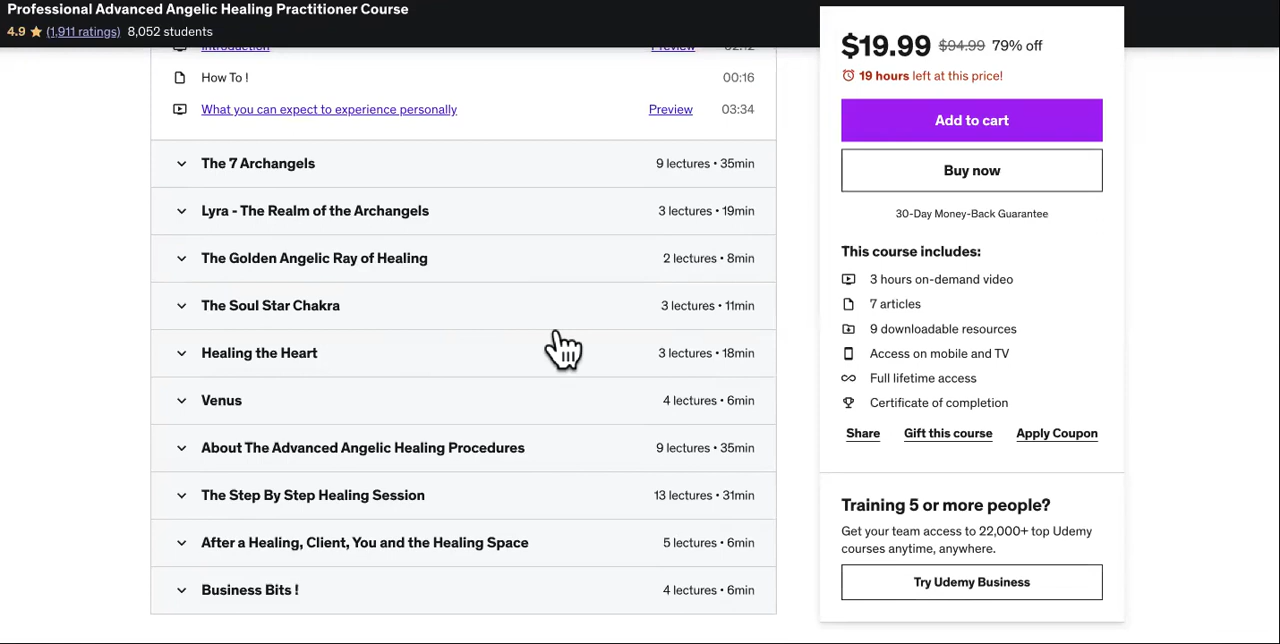 Professional Advanced Angelic Healing Practitioner Course
4.9 (1,911 ratings) 8,052 students
Introduction Preview 02:12
How To ! 00:16
What you can expect to experience personally Preview 03:34
The 7 Archangels 9 lectures • 35min
Lyra - The Realm of the Archangels 3 lectures • 19min
The Golden Angelic Ray of Healing 2 lectures • 8min
The Soul Star Chakra 3 lectures • 11min
Healing the Heart 3 lectures • 18min
Venus 4 lectures • 6min
About The Advanced Angelic Healing Procedures 9 lectures • 35min
The Step By Step Healing Session 13 lectures • 31min
After a Healing, Client, You and the Healing Space 5 lectures • 6min
Business Bits ! 4 lectures • 6min
$19.99 $94.99 79% off
19 hours left at this price!
Add to cart
Buy now
30-Day Money-Back Guarantee
This course includes:
3 hours on-demand video
7 articles
9 downloadable resources
Access on mobile and TV
Full lifetime access
Certificate of completion
Share Gift this course Apply Coupon
Training 5 or more people?
Get your team access to 22,000+ top Udemy
courses anytime, anywhere.
Try Udemy Business